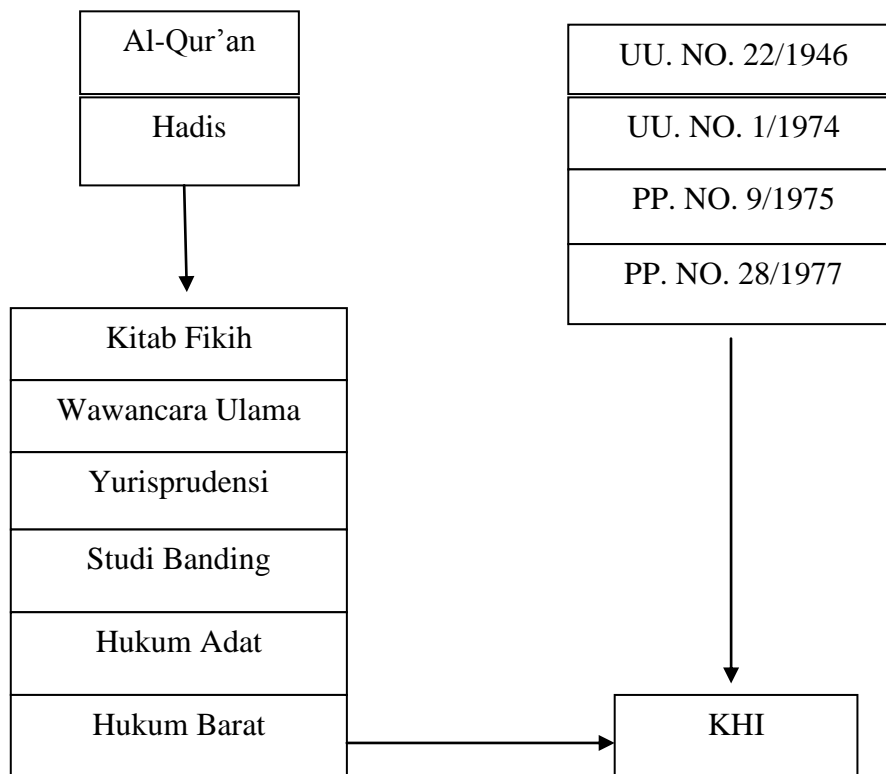 Al-Qur’an
Hadis
UU. NO. 22/1946
UU. NO. 1/1974
PP. NO. 9/1975
PP. NO. 28/1977
Kitab Fikih
Wawancara Ulama
Yurisprudensi
Studi Banding
Hukum Adat
Hukum Barat
KHI